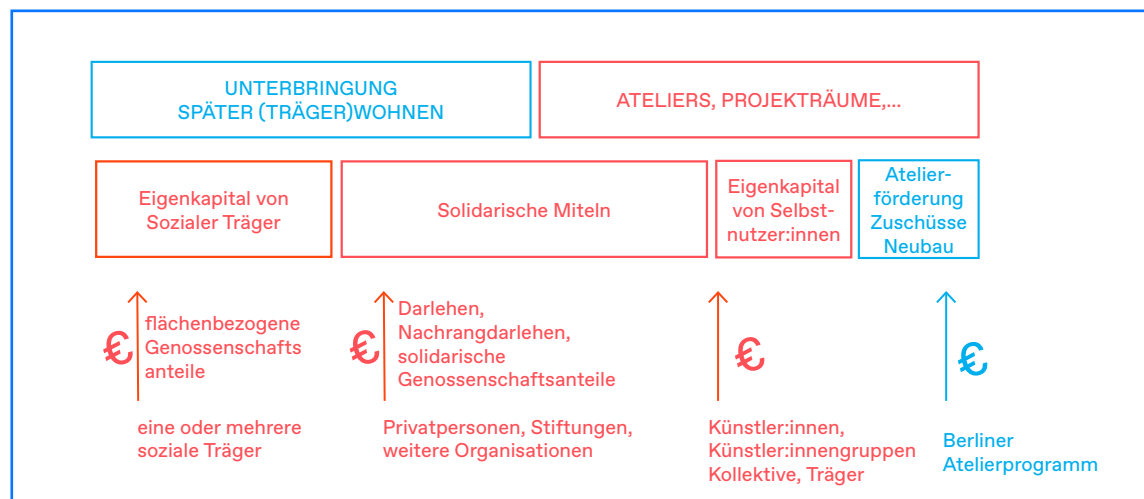 UNTERBRINGUNG
SPÄTER (TRÄGER)WOHNEN
ATELIERS, PROJEKTRÄUME,...
Eigenkapital von
Sozialer Träger
Solidarische Miteln
Eigenkapital
von Selbst-
nutzer:innen
Atelier-
förderung
Zuschüsse
Neubau
€
flächenbezogene
Genossenschafts
anteile
€
Darlehen,
Nachrangdarlehen,
solidarische
Genossenschaftsanteile
€
€
eine oder mehrere
soziale Träger
Privatpersonen, Stiftungen,
weitere Organisationen
Künstler:innen,
Künstler:innengruppen
Kollektive, Träger
Berliner
Atelierprogramm